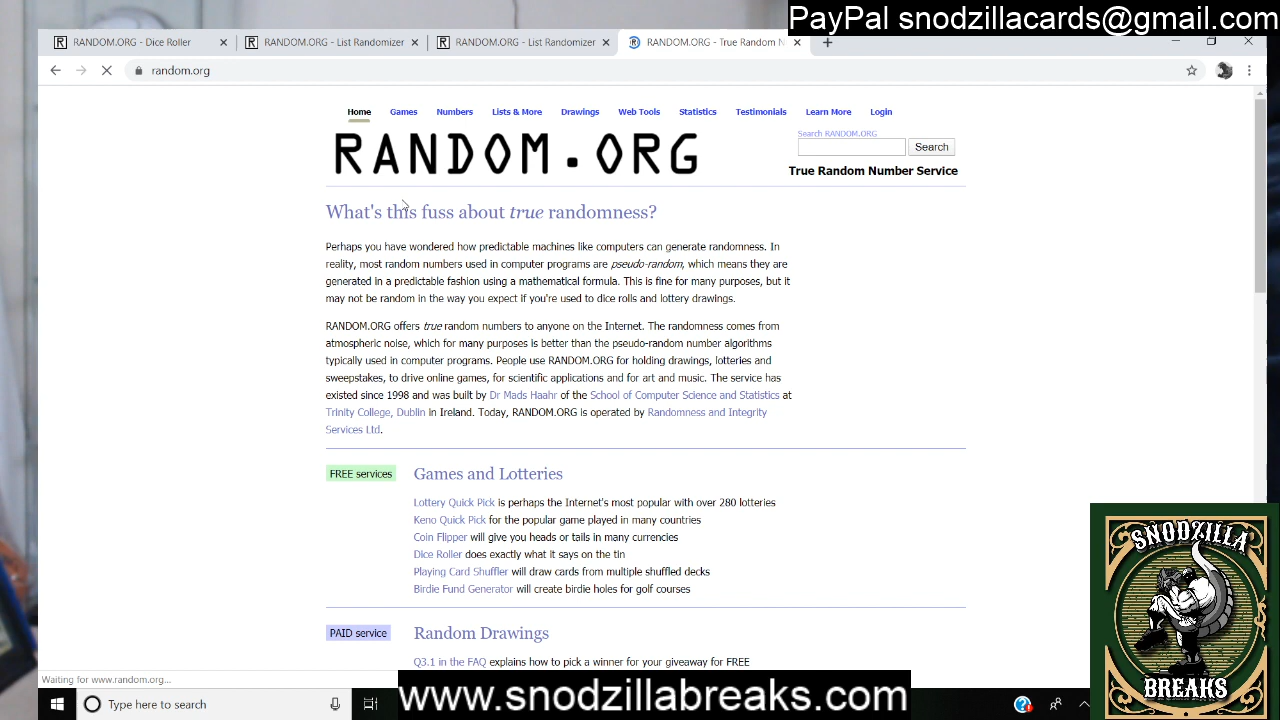 PayPal snodzillacards@gmail.com
RANDOM.ORG - Dice Roller
RANDOM.ORG - List Randomizer
RANDOM.ORG - List Randomizer
RANDOM.ORG - True Random N
random.org
Home Games Numbers Lists & More Drawings Web Tools Statistics Testimonials Learn More Login
RANDOM.ORG
Search RANDOM.ORG
Search
True Random Number Service
What's this fuss about true randomness?
Perhaps you have wondered how predictable machines like computers can generate randomness. In
reality, most random numbers used in computer programs are pseudo-random, which means they are
generated in a predictable fashion using a mathematical formula. This is fine for many purposes, but it
may not be random in the way you expect if you're used to dice rolls and lottery drawings.
RANDOM.ORG offers true random numbers to anyone on the Internet. The randomness comes from
atmospheric noise, which for many purposes is better than the pseudo-random number algorithms
typically used in computer programs. People use RANDOM.ORG for holding drawings, lotteries and
sweepstakes, to drive online games, for scientific applications and for art and music. The service has
existed since 1998 and was built by Dr Mads Haahr of the School of Computer Science and Statistics at
Trinity College, Dublin in Ireland. Today, RANDOM.ORG is operated by Randomness and Integrity
Services Ltd.
FREE services
Games and Lotteries
Lottery Quick Pick is perhaps the Internet's most popular with over 280 lotteries
Keno Quick Pick for the popular game played in many countries
Coin Flipper will give you heads or tails in many currencies
Dice Roller does exactly what it says on the tin
Playing Card Shuffler will draw cards from multiple shuffled decks
Birdie Fund Generator will create birdie holes for golf courses
PAID service
Random Drawings
Q3.1 in the FAQ explains how to pick a winner for your giveaway for FREE
Waiting for www.random.org...
Type here to search
www.snodzillabreaks.com
SNODZILLA
BREAKS